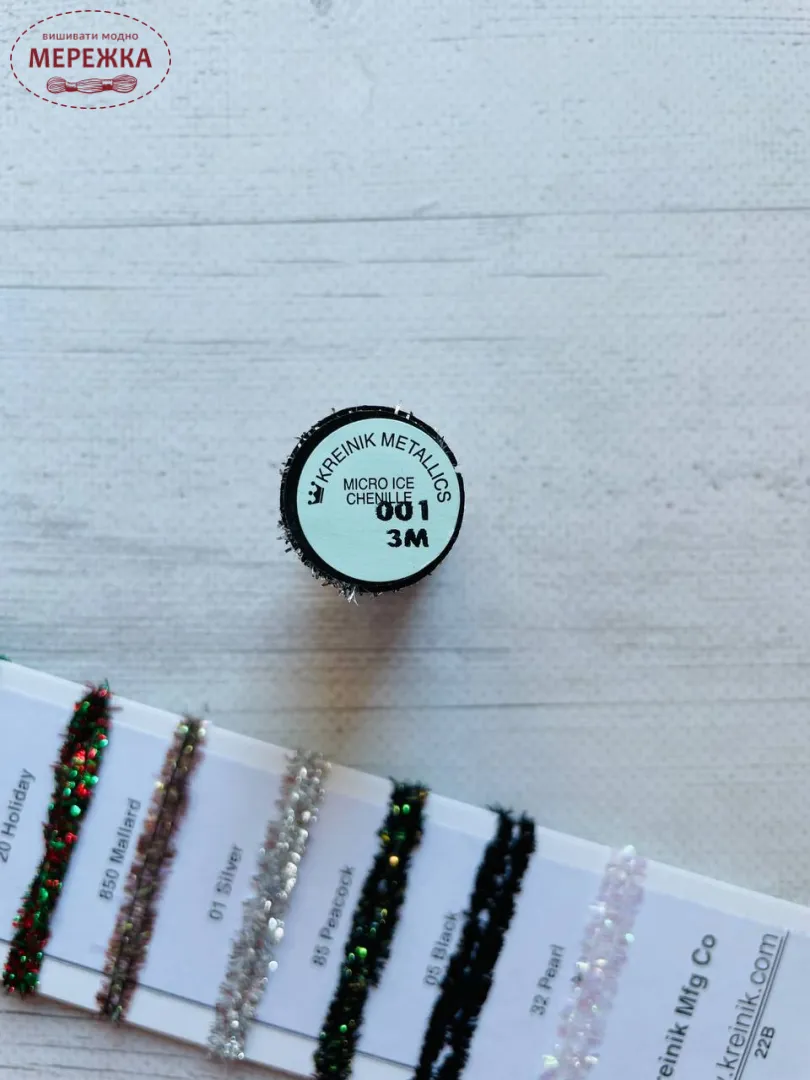 вишивати модно
МЕРЕЖКА
KREINIK METALLICS
MICRO ICE
CHENILLE
001
3M
20 Holiday
850 Mallard
01 Silver
85 Peacock
05 Black
32 Pearl
reinik Mfg Co
.kreinik.com
22B